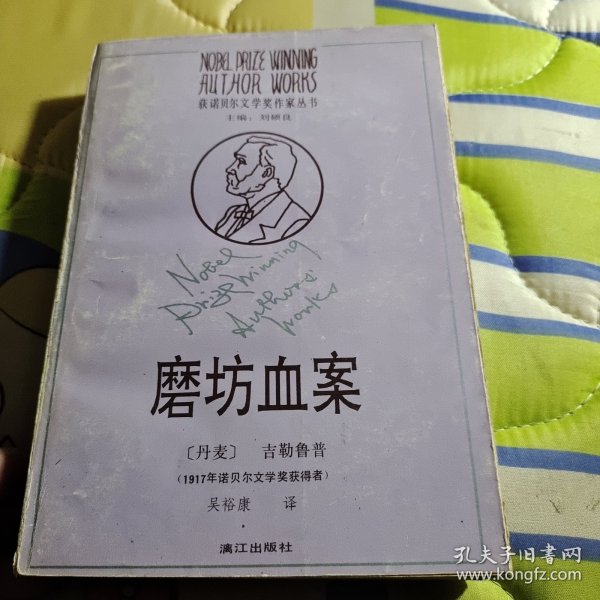 NOBEL PRIZE WINNING
AUTHOR WORKS
获诺贝尔文学奖作家丛书
主编：刘硕良
Nobel
Prize Winning
Authors'
Works
磨坊血案
〔丹麦〕 吉勒鲁普
（1917年诺贝尔文学奖获得者）
吴裕康 译
漓江出版社
孔夫子旧书网
www.kongfz.com